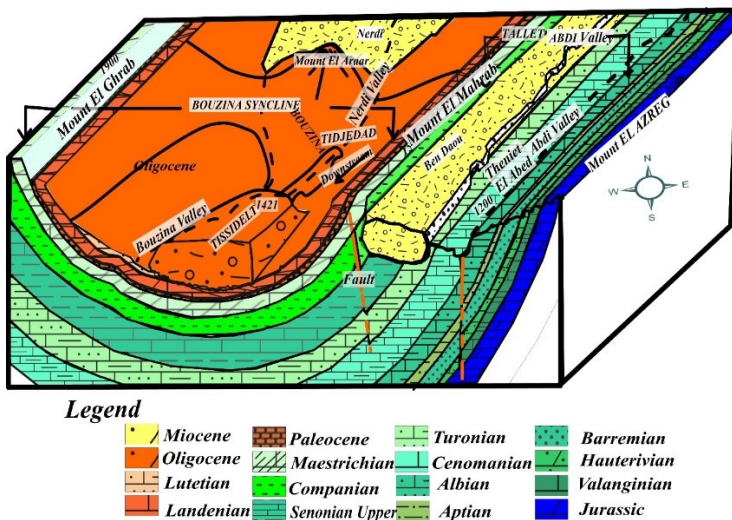 Nerdi
TALLET
ABDI Valley
Mount El Arnar
1900
Mount El Ghrab
Nerdi Valley
BOUZINA SYNCLINE
BOUZINA
Mount El Mahrab
TIDJEDAD
Mount EL AZREG
N
W E
S
Oligocene
Downstream
Ben Daou
Theniet
El Abed Abdi Valley
1421
1200
TISSIDELT
Bouzina Valley
Fault
Legend
Miocene Paleocene Turonian Barremian
Oligocene Maestrichian Cenomanian Hauterivian
Lutetian Companian Albian Valanginian
Landenian Senonian Upper Aptian Jurassic